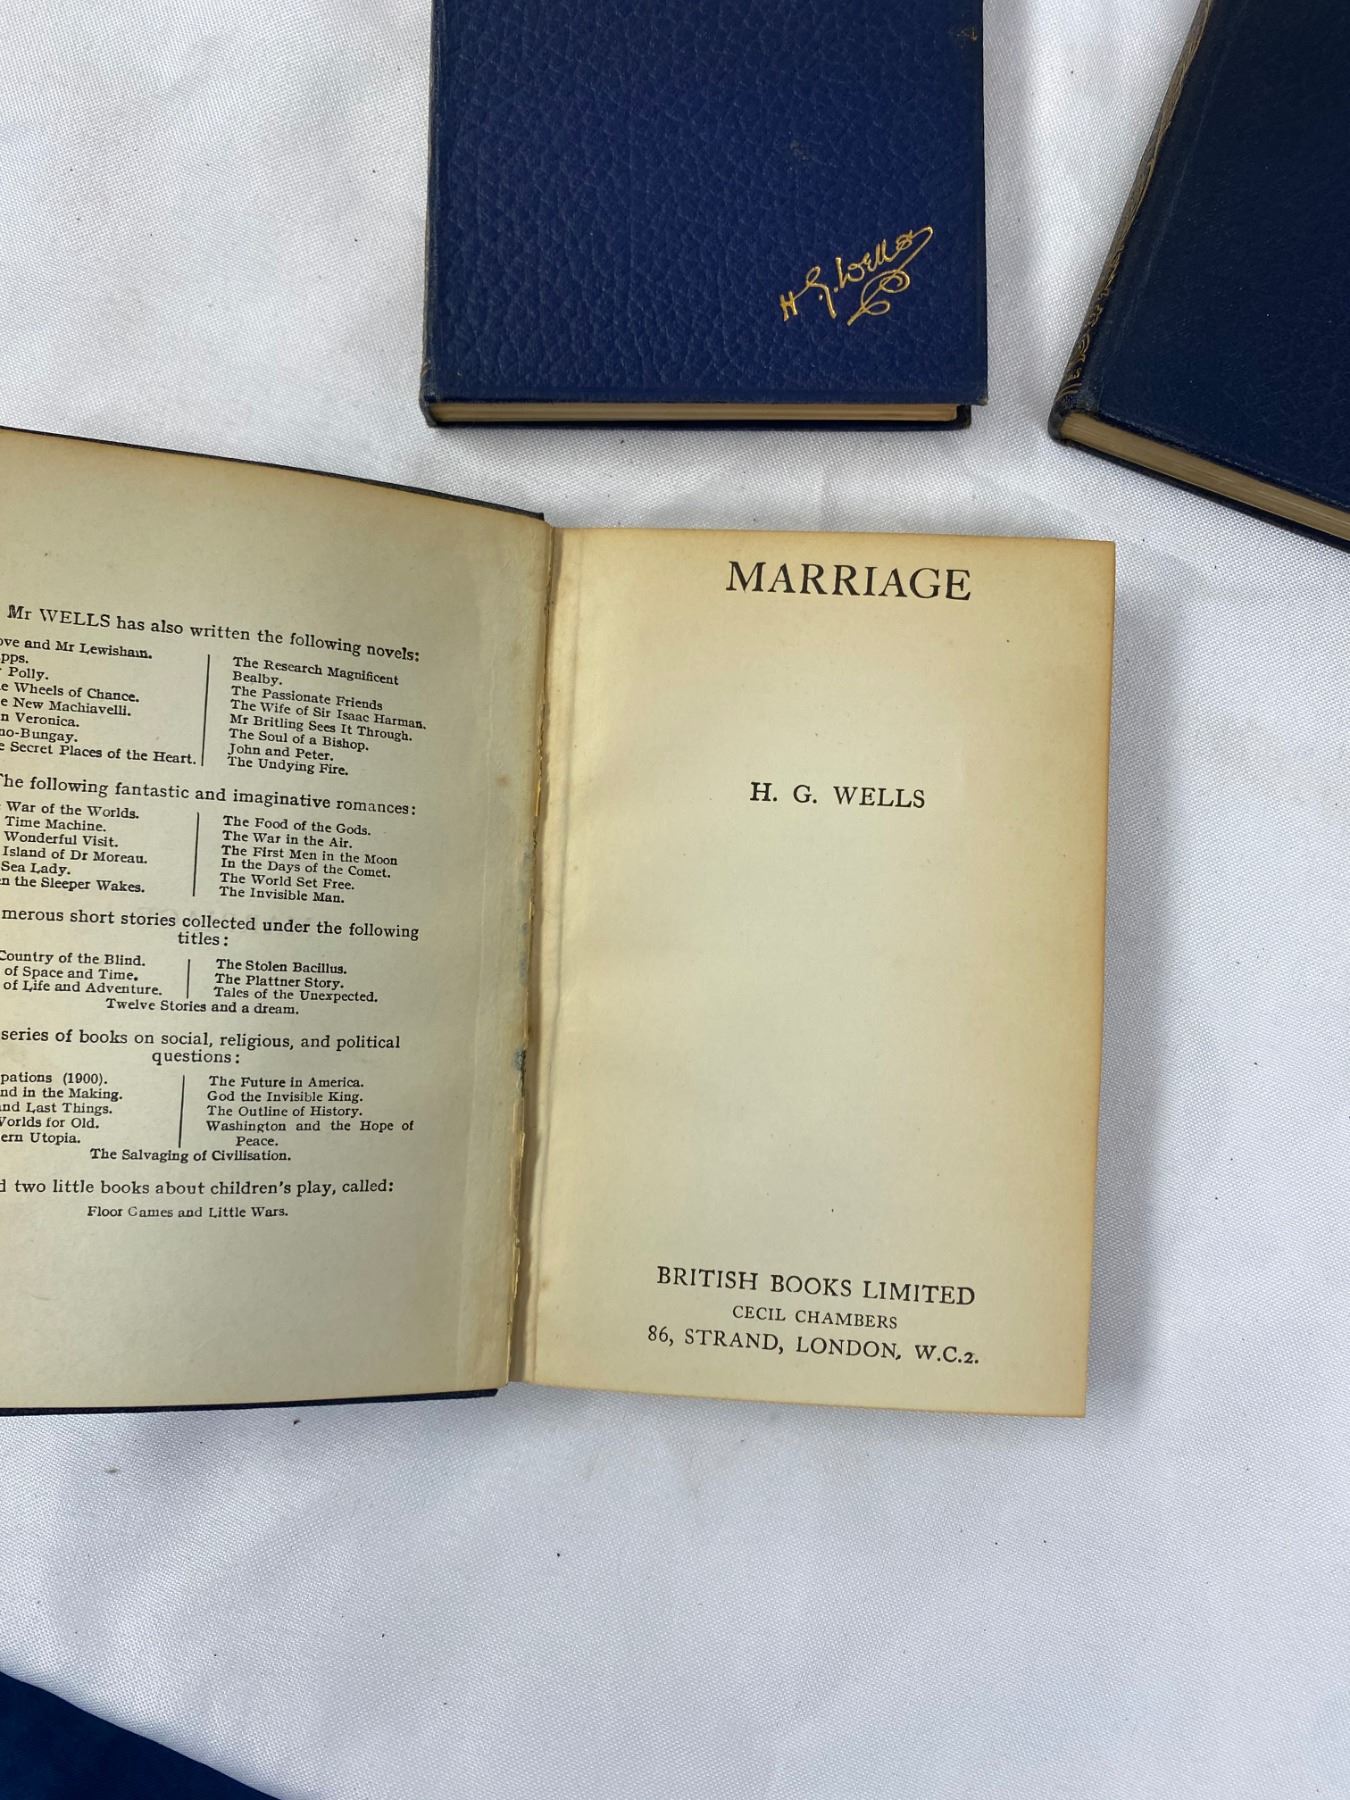 H. G. Wells
Mr WELLS has also written the following novels:
ove and Mr Lewisham.
pps.
Polly.
e Wheels of Chance.
e New Machiavelli.
n Veronica.
no-Bungay.
e Secret Places of the Heart.
The Research Magnificent
Bealby.
The Passionate Friends
The Wife of Sir Isaac Harman.
Mr Britling Sees It Through.
The Soul of a Bishop.
John and Peter.
The Undying Fire.
The following fantastic and imaginative romances:
War of the Worlds.
Time Machine.
Wonderful Visit.
Island of Dr Moreau.
Sea Lady.
n the Sleeper Wakes.
The Food of the Gods.
The War in the Air.
The First Men in the Moon
In the Days of the Comet.
The World Set Free.
The Invisible Man.
merous short stories collected under the following
titles:
Country of the Blind.
of Space and Time.
of Life and Adventure.
The Stolen Bacillus.
The Plattner Story.
Tales of the Unexpected.
Twelve Stories and a dream.
series of books on social, religious, and political
questions:
pations (1900).
nd in the Making.
and Last Things.
Worlds for Old.
ern Utopia.
The Future in America.
God the Invisible King.
The Outline of History.
Washington and the Hope of
Peace.
The Salvaging of Civilisation.
d two little books about children's play, called:
Floor Games and Little Wars.
MARRIAGE
H. G. WELLS
BRITISH BOOKS LIMITED
CECIL CHAMBERS
86, STRAND, LONDON, W.C.2.